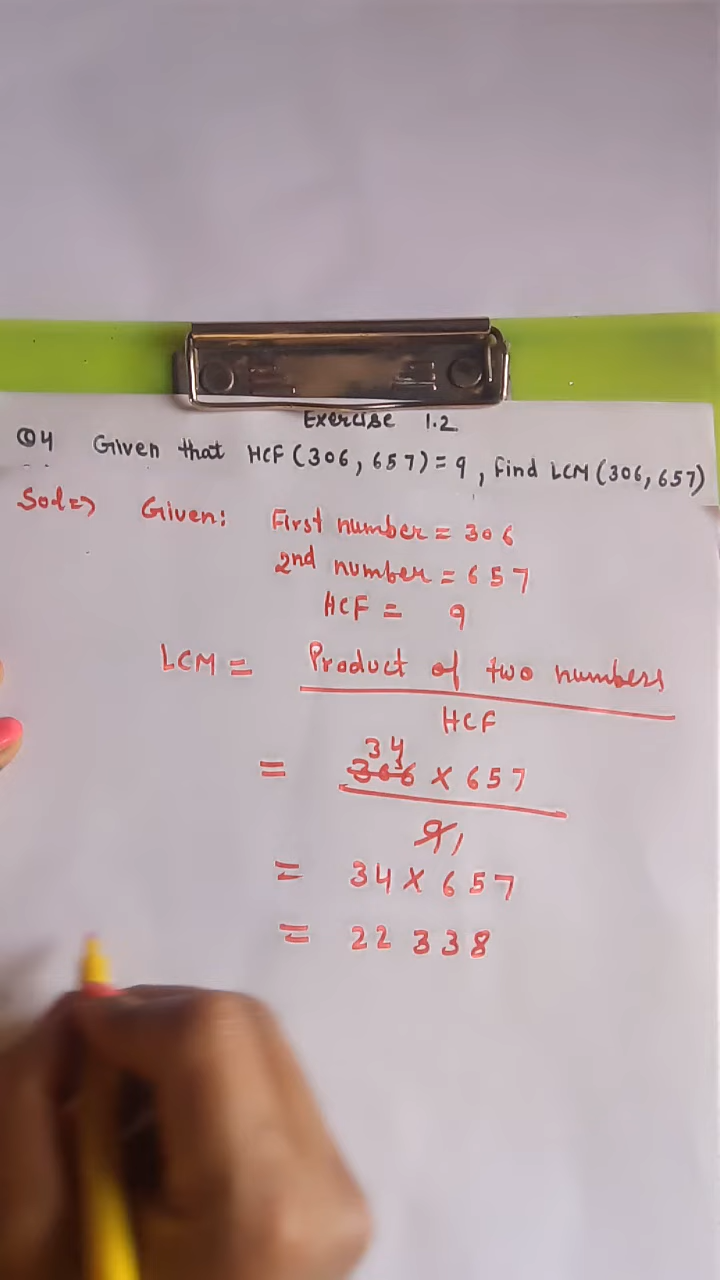 Exercise 1.2
Q4 Given that HCF (306, 657) = 9, find LCM (306, 657)
Sol=> Given: First number = 306
2nd number = 657
HCF = 9
LCM = Product of two numbers
HCF
34
= 306 X 657
9 1
= 34 X 657
= 22338